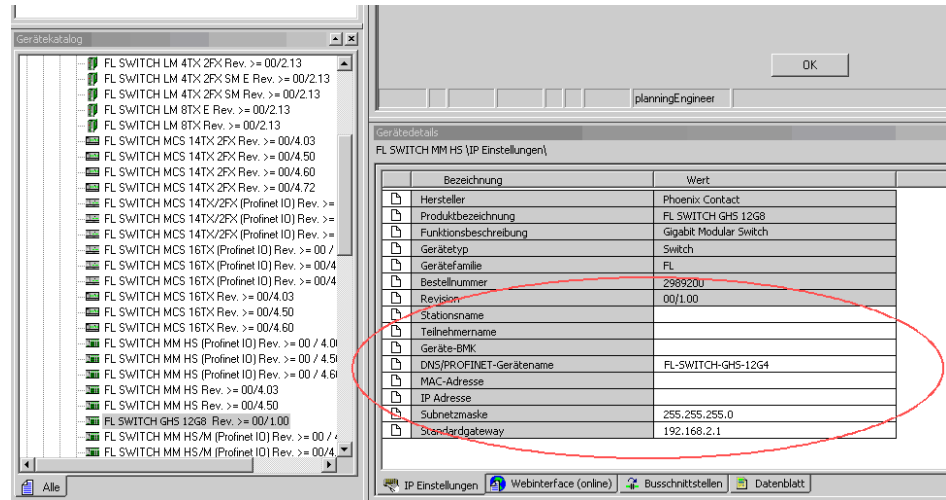 Gerätekatalog
FL SWITCH LM 4TX 2FX Rev. >= 00/2.13
FL SWITCH LM 4TX 2FX SM E Rev. >= 00/2.13
FL SWITCH LM 4TX 2FX SM Rev. >= 00/2.13
FL SWITCH LM 8TX E Rev. >= 00/2.13
FL SWITCH LM 8TX Rev. >= 00/2.13
FL SWITCH MCS 14TX 2FX Rev. >= 00/4.03
FL SWITCH MCS 14TX 2FX Rev. >= 00/4.50
FL SWITCH MCS 14TX 2FX Rev. >= 00/4.60
FL SWITCH MCS 14TX 2FX Rev. >= 00/4.72
FL SWITCH MCS 14TX/2FX (Profinet IO) Rev. >=
FL SWITCH MCS 14TX/2FX (Profinet IO) Rev. >=
FL SWITCH MCS 14TX/2FX (Profinet IO) Rev. >=
FL SWITCH MCS 16TX (Profinet IO) Rev. >= 00 /
FL SWITCH MCS 16TX (Profinet IO) Rev. >= 00/4
FL SWITCH MCS 16TX (Profinet IO) Rev. >= 00/4
FL SWITCH MCS 16TX Rev. >= 00/4.03
FL SWITCH MCS 16TX Rev. >= 00/4.50
FL SWITCH MCS 16TX Rev. >= 00/4.60
FL SWITCH MM HS (Profinet IO) Rev. >= 00 / 4.0
FL SWITCH MM HS (Profinet IO) Rev. >= 00 / 4.5
FL SWITCH MM HS (Profinet IO) Rev. >= 00 / 4.6
FL SWITCH MM HS Rev. >= 00/4.03
FL SWITCH MM HS Rev. >= 00/4.50
FL SWITCH GHS 12G8 Rev. >= 00/1.00
FL SWITCH MM HS/M (Profinet IO) Rev. >= 00 /
FL SWITCH MM HS/M (Profinet IO) Rev. >= 00/4
Alle
OK
planningEngineer
Gerätedetails
FL SWITCH MM HS \IP Einstellungen\
Bezeichnung Wert
Hersteller Phoenix Contact
Produktbezeichnung FL SWITCH GHS 12G8
Funktionsbeschreibung Gigabit Modular Switch
Gerätetyp Switch
Gerätefamilie FL
Bestellnummer 2989200
Revision 00/1.00
Stationsname
Teilnehmername
Geräte-BMK
DNS/PROFINET-Gerätename FL-SWITCH-GHS-12G4
MAC-Adresse
IP Adresse
Subnetzmaske 255.255.255.0
Standardgateway 192.168.2.1
IP Einstellungen Webinterface (online) Busschnittstellen Datenblatt